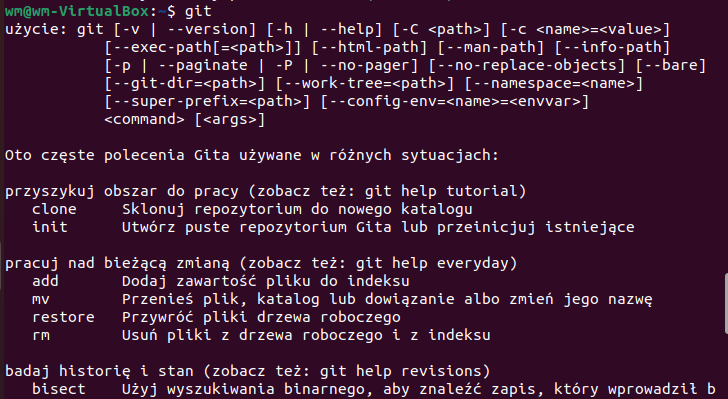 wm@wm-VirtualBox:~$ git
użycie: git [-v | --version] [-h | --help] [-C <path>] [-c <name>=<value>]
[--exec-path[=<path>]] [--html-path] [--man-path] [--info-path]
[-p | --paginate | -P | --no-pager] [--no-replace-objects] [--bare]
[--git-dir=<path>] [--work-tree=<path>] [--namespace=<name>]
[--super-prefix=<path>] [--config-env=<name>=<envvar>]
<command> [<args>]
Oto częste polecenia Gita używane w różnych sytuacjach:
przyszykuj obszar do pracy (zobacz też: git help tutorial)
clone Sklonuj repozytorium do nowego katalogu
init Utwórz puste repozytorium Gita lub przeinicjuj istniejące
pracuj nad bieżącą zmianą (zobacz też: git help everyday)
add Dodaj zawartość pliku do indeksu
mv Przenieś plik, katalog lub dowiązanie albo zmień jego nazwę
restore Przywróć pliki drzewa roboczego
rm Usuń pliki z drzewa roboczego i z indeksu
badaj historię i stan (zobacz też: git help revisions)
bisect Użyj wyszukiwania binarnego, aby znaleźć zapis, który wprowadził b